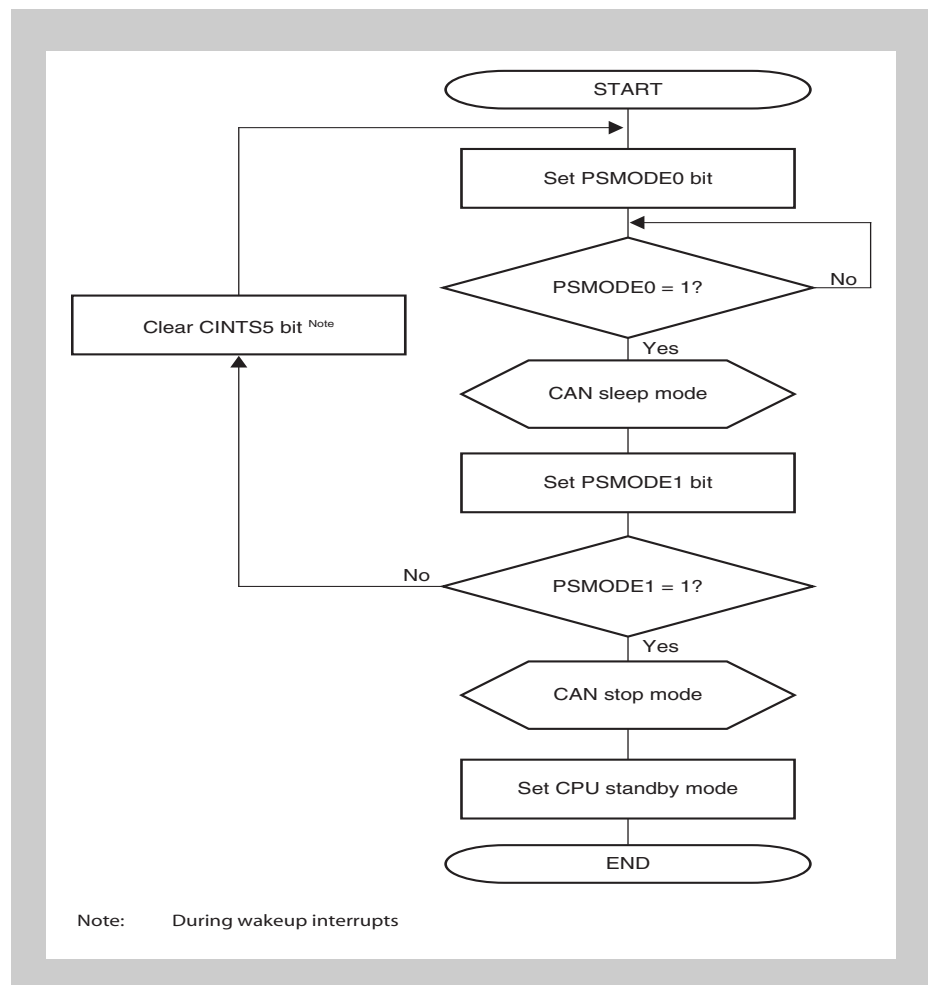 START
Set PSMODE0 bit
PSMODE0 = 1?
No
Clear CINTS5 bit Note
Yes
CAN sleep mode
Set PSMODE1 bit
No
PSMODE1 = 1?
Yes
CAN stop mode
Set CPU standby mode
END
Note: During wakeup interrupts